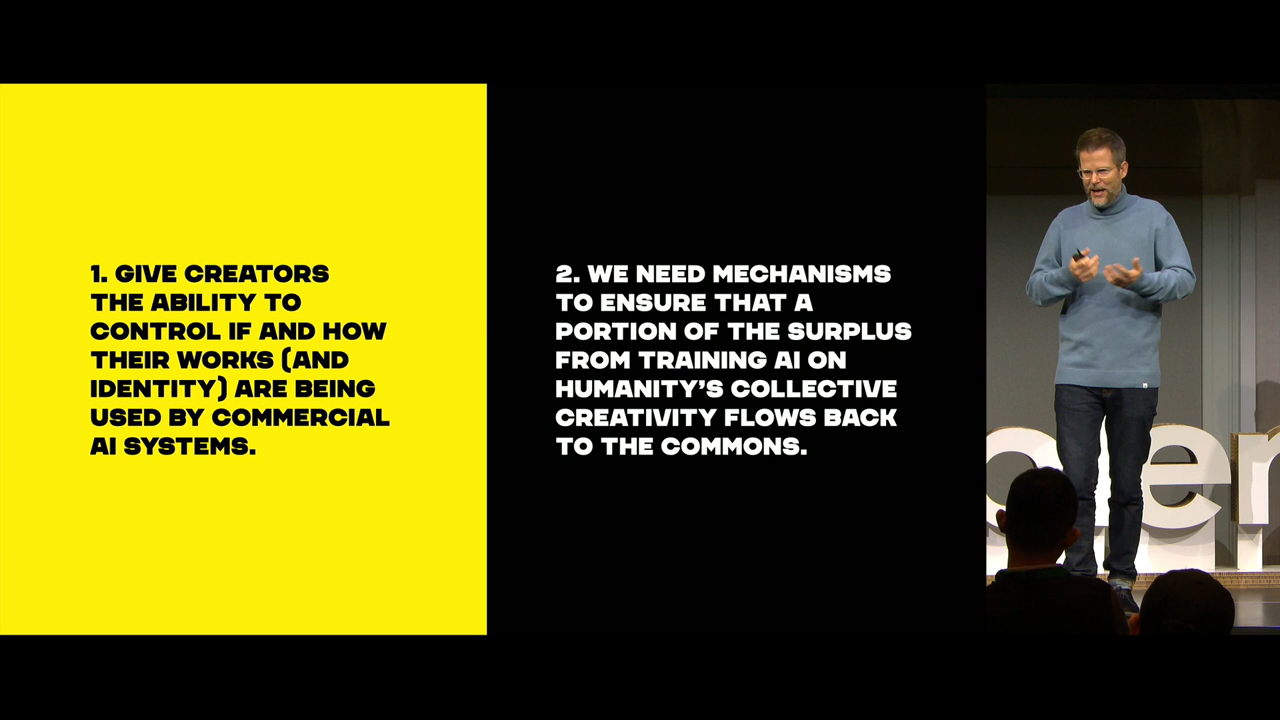 1. GIVE CREATORS
THE ABILITY TO
CONTROL IF AND HOW
THEIR WORKS (AND
IDENTITY) ARE BEING
USED BY COMMERCIAL
AI SYSTEMS.
2. WE NEED MECHANISMS
TO ENSURE THAT A
PORTION OF THE SURPLUS
FROM TRAINING AI ON
HUMANITY’S COLLECTIVE
CREATIVITY FLOWS BACK
TO THE COMMONS.